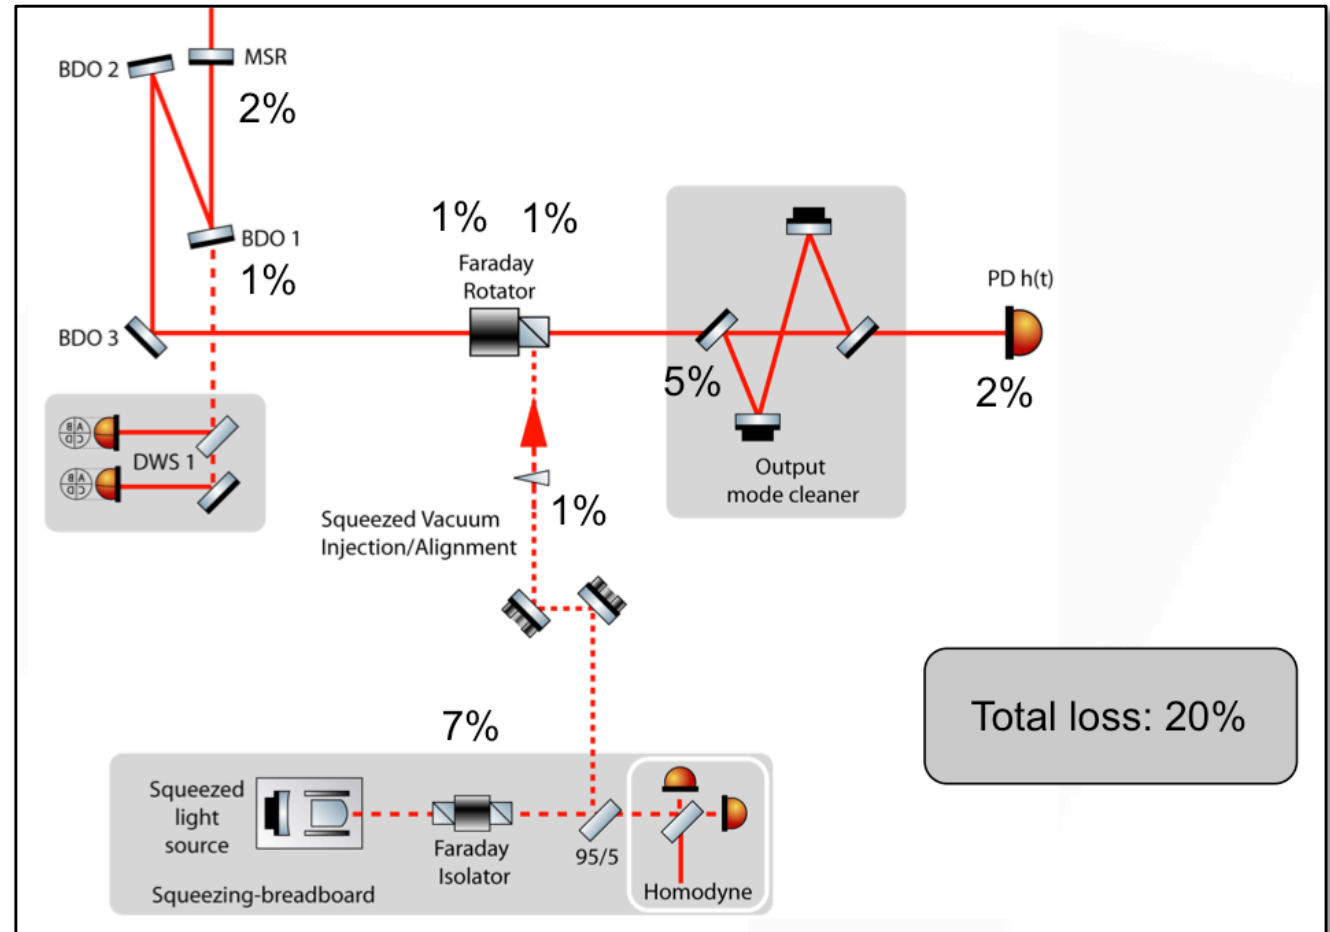 BDO 2
MSR
2%
BDO 1
1%
1% 1%
Faraday
Rotator
BDO 3
PD h(t)
5%
2%
A B
C D
A B
C D
DWS 1
Output
mode cleaner
Squeezed Vacuum
Injection/Alignment
1%
7%
Total loss: 20%
Squeezed
light
source
Faraday
Isolator
95/5
Homodyne
Squeezing-breadboard